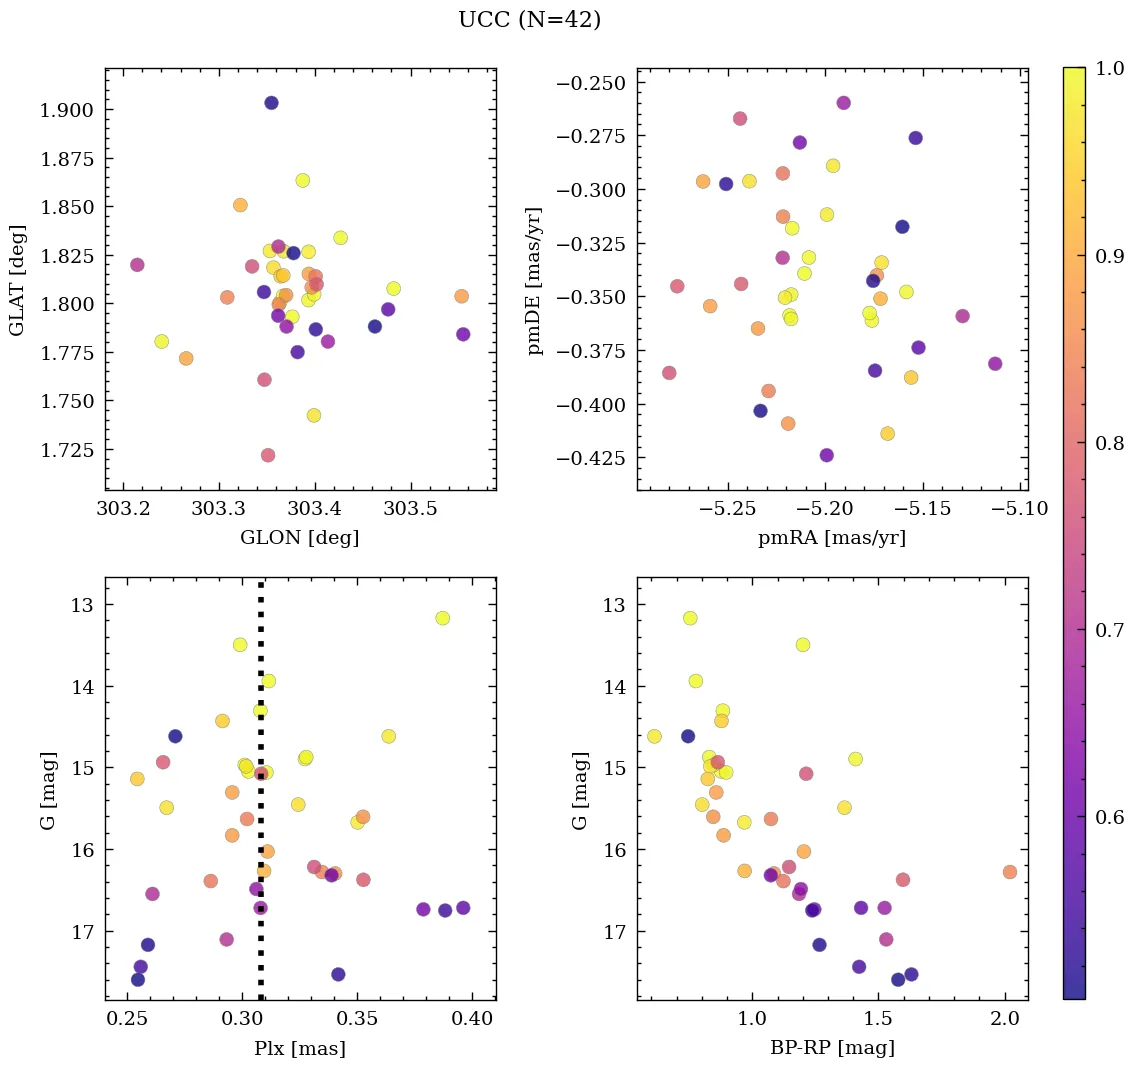 UCC (N=42)
1.900
1.875
1.850
1.825
1.800
1.775
1.750
1.725
GLAT [deg]
303.2 303.3 303.4 303.5
GLON [deg]
−0.250
−0.275
−0.300
−0.325
−0.350
−0.375
−0.400
−0.425
pmDE [mas/yr]
−5.25 −5.20 −5.15 −5.10
pmRA [mas/yr]
13
14
15
16
17
G [mag]
0.25 0.30 0.35 0.40
Plx [mas]
13
14
15
16
17
G [mag]
1.0 1.5 2.0
BP-RP [mag]
1.0
0.9
0.8
0.7
0.6